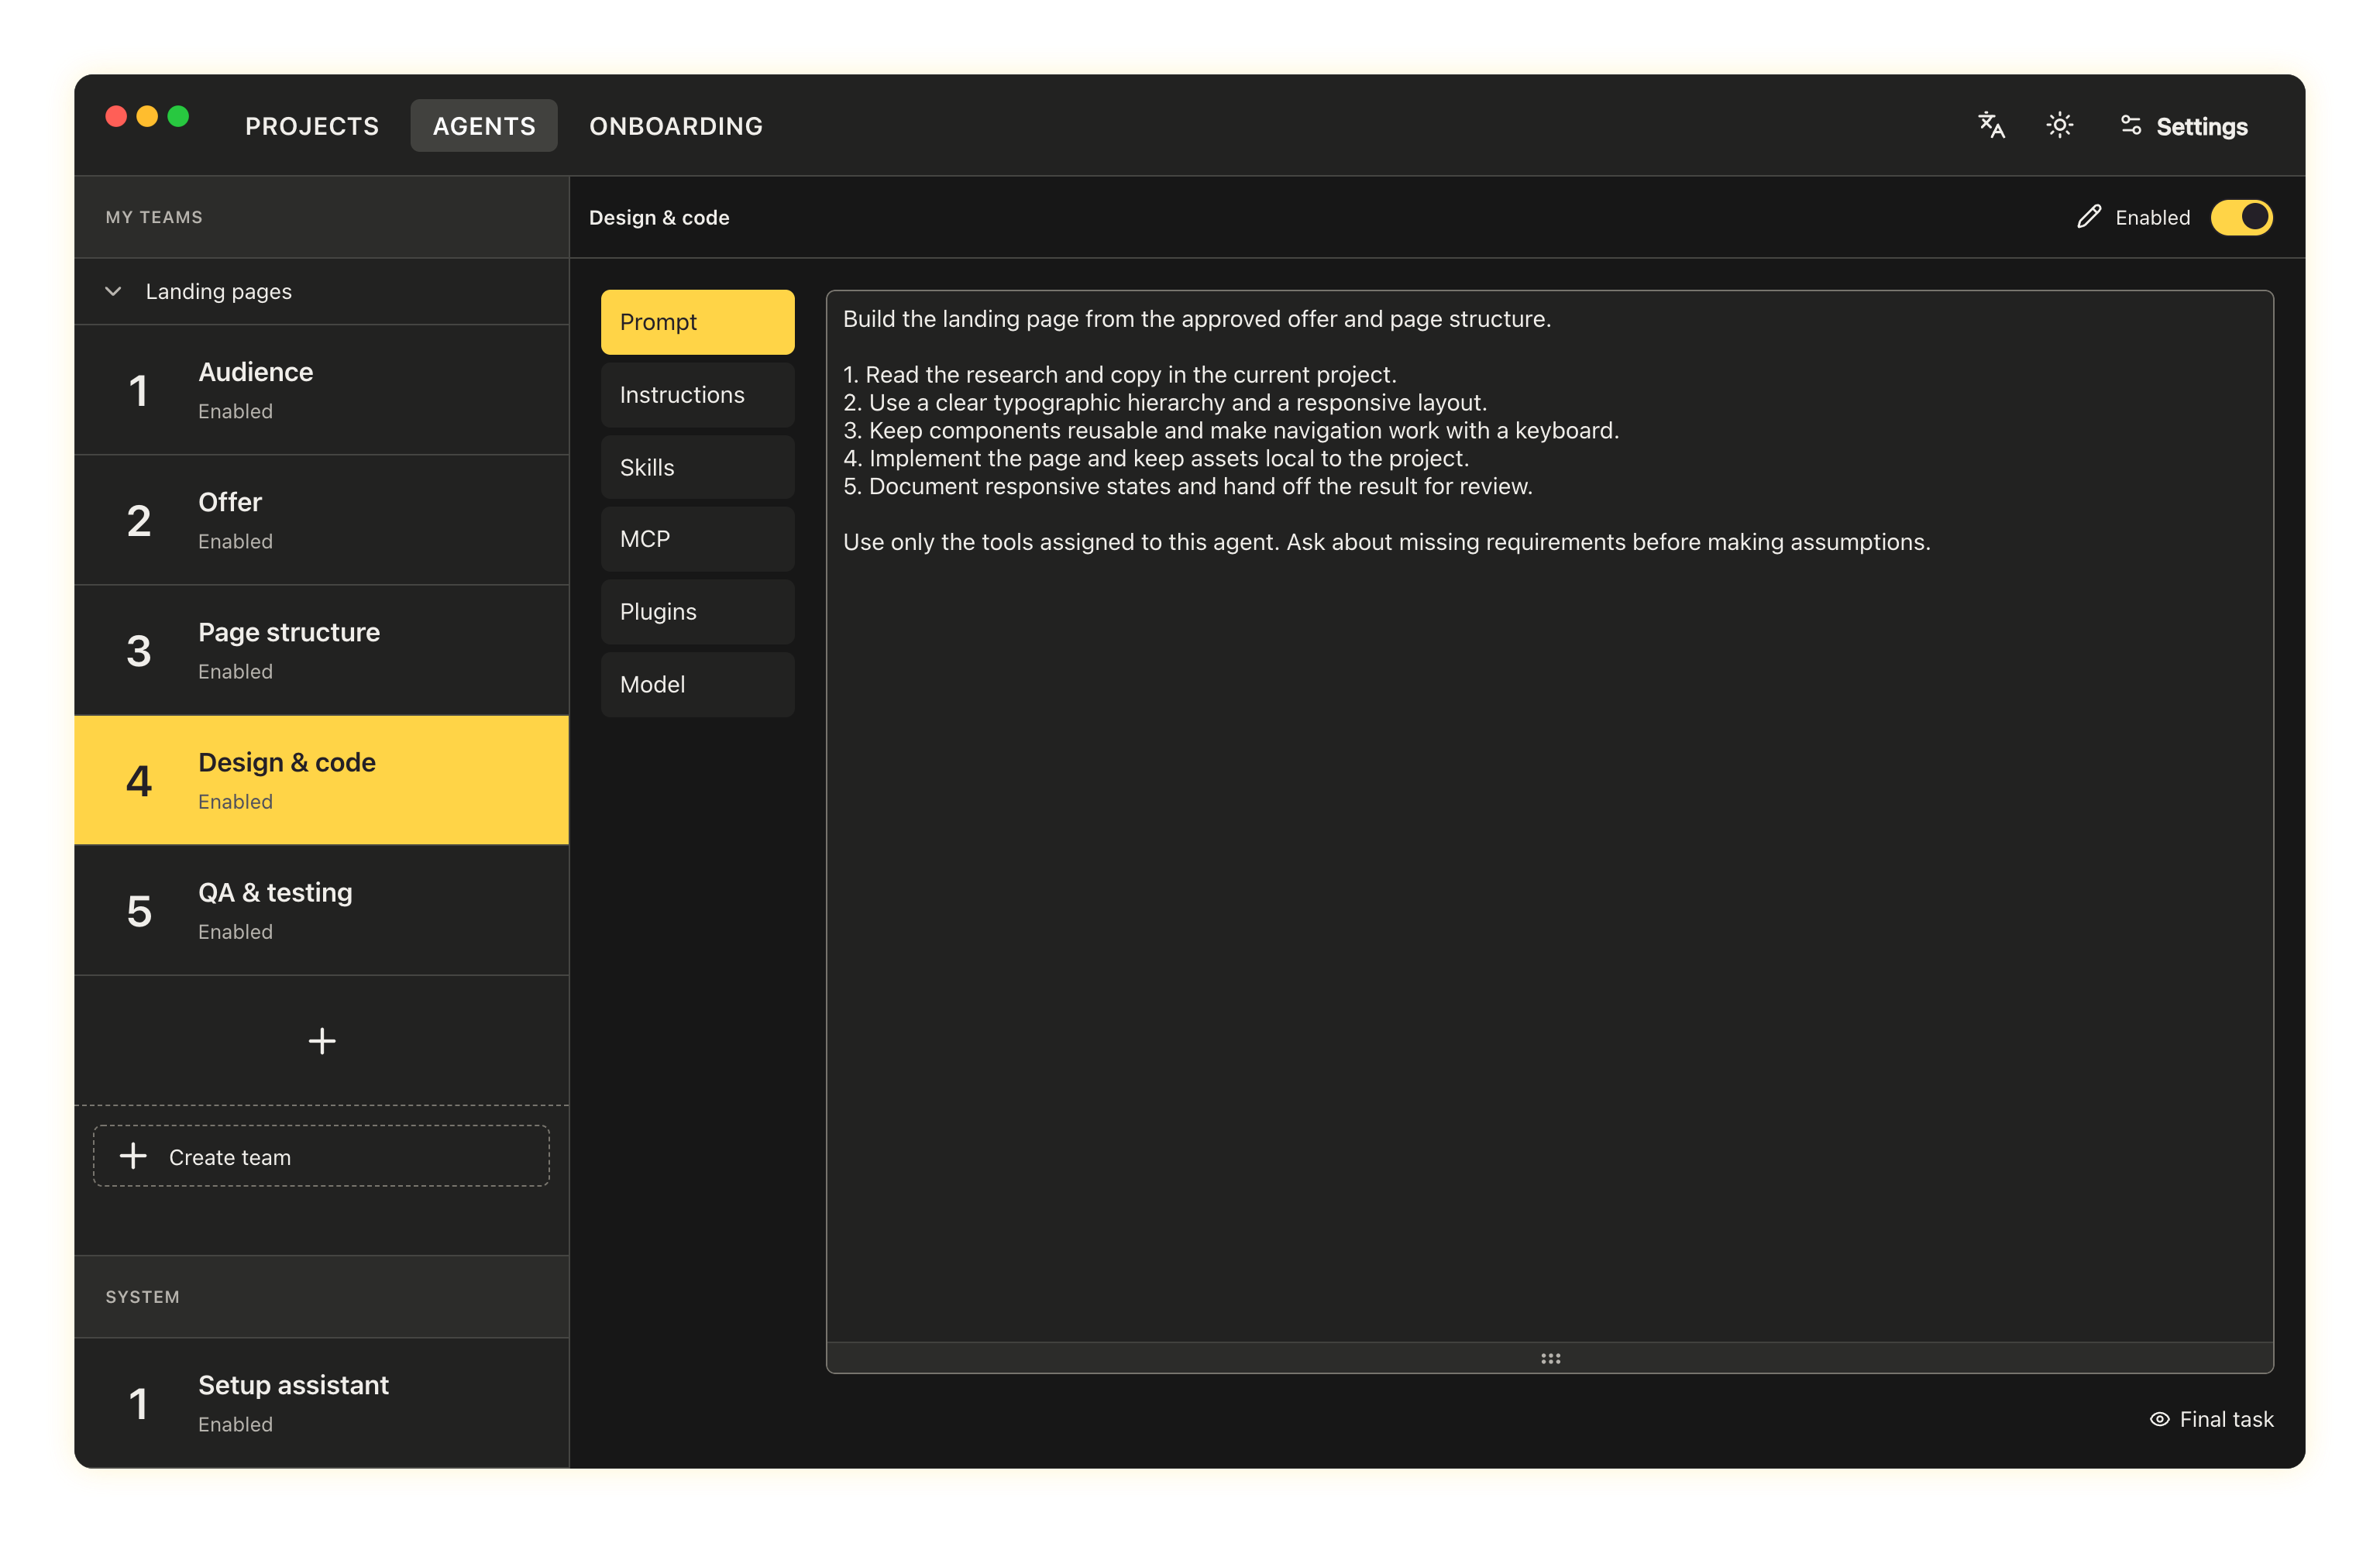 PROJECTS
AGENTS
ONBOARDING
Settings
MY TEAMS
Landing pages
1
Audience
Enabled
2
Offer
Enabled
3
Page structure
Enabled
4
Design & code
Enabled
5
QA & testing
Enabled
Create team
SYSTEM
1
Setup assistant
Enabled
Design & code
Enabled
Prompt
Instructions
Skills
MCP
Plugins
Model
Build the landing page from the approved offer and page structure.
1. Read the research and copy in the current project.
2. Use a clear typographic hierarchy and a responsive layout.
3. Keep components reusable and make navigation work with a keyboard.
4. Implement the page and keep assets local to the project.
5. Document responsive states and hand off the result for review.
Use only the tools assigned to this agent. Ask about missing requirements before making assumptions.
Final task